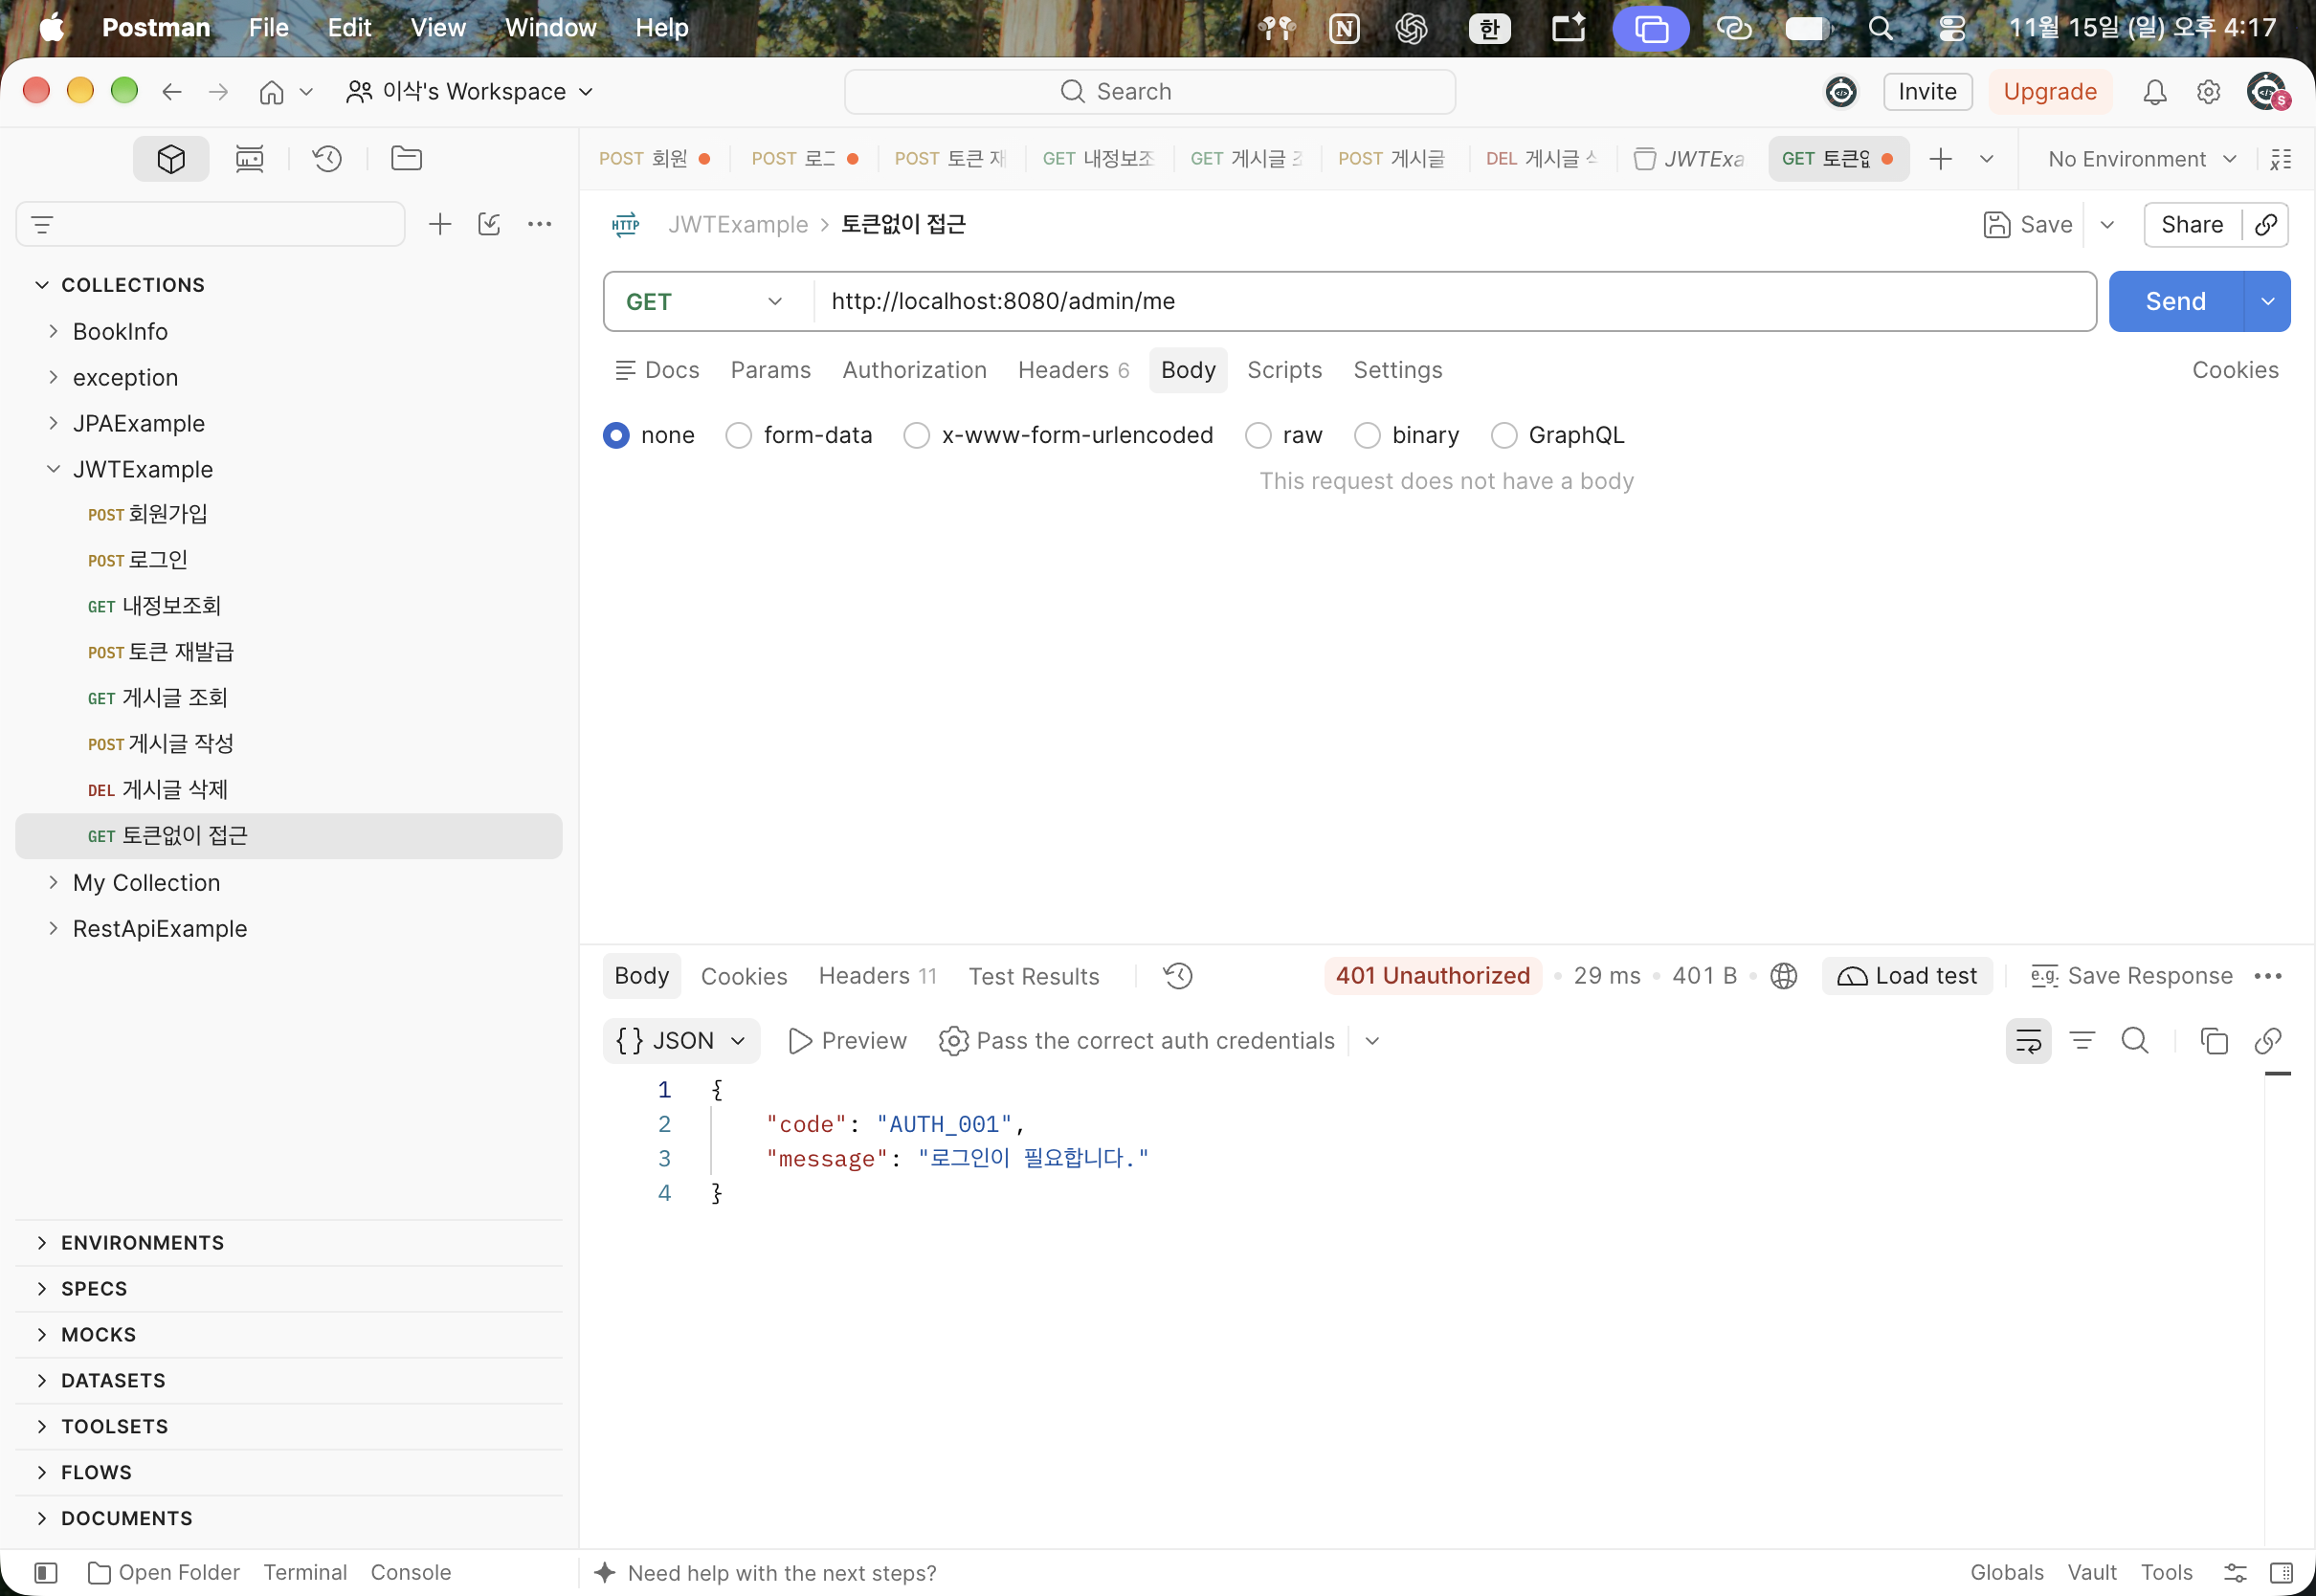 Postman File Edit View Window Help 한 11월 15일 (일) 오후 4:17
이삭's Workspace Search Invite Upgrade
POST 회원 POST 로그 POST 토큰 재 GET 내정보조 GET 게시글 POST 게시글 DEL 게시글 JWTExa GET 토큰없 No Environment
HTTP JWTExample > 토큰없이 접근 Save Share
COLLECTIONS
BookInfo
exception
JPAExample
JWTExample
POST 회원가입
POST 로그인
GET 내정보조회
POST 토큰 재발급
GET 게시글 조회
POST 게시글 작성
DEL 게시글 삭제
GET 토큰없이 접근
My Collection
RestApiExample
ENVIRONMENTS
SPECS
MOCKS
DATASETS
TOOLSETS
FLOWS
DOCUMENTS
GET http://localhost:8080/admin/me Send
Docs Params Authorization Headers 6 Body Scripts Settings Cookies
none form-data x-www-form-urlencoded raw binary GraphQL
This request does not have a body
Body Cookies Headers 11 Test Results 401 Unauthorized • 29 ms • 401 B • Load test e.g. Save Response
{} JSON Preview Pass the correct auth credentials
1 {
2 "code": "AUTH_001",
3 "message": "로그인이 필요합니다."
4 }
Open Folder Terminal Console Need help with the next steps? Globals Vault Tools